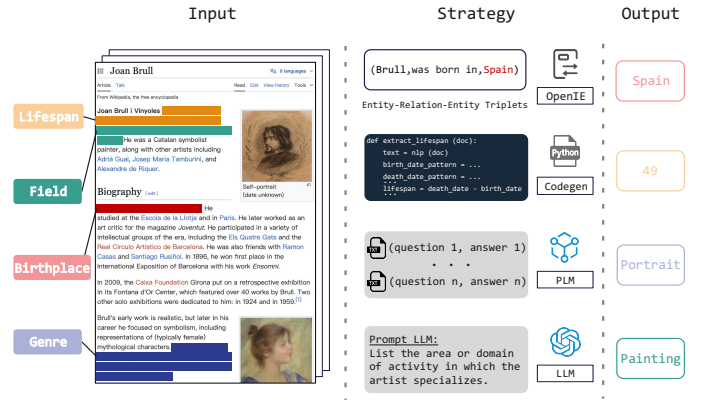 Input
Strategy
Output
Joan Brull
9 languages
Article Talk
Read Edit View history Tools
From Wikipedia, the free encyclopedia
Joan Brull i Vinyoles
He was a Catalan symbolist
painter, along with other artists including
Adrià Gual, Josep Maria Tamburini, and
Alexandre de Riquer.
Self-portrait
(date unknown)
Biography [edit]
He
studied at the Escola de la Llotja and in Paris. He later worked as an
art critic for the magazine Joventut. He participated in a variety of
intellectual groups of the era, including the Els Quatre Gats and the
Real Círculo Artístico de Barcelona. He was also friends with Ramon
Casas and Santiago Rusiñol. In 1896, he won first place in the
International Exposition of Barcelona with his work Ensomni.
In 2009, the Caixa Foundation Girona put on a retrospective exhibition
in its Fontana d'Or Center, which featured over 40 works by Brull. Two
other solo exhibitions were dedicated to him: in 1924 and in 1959.[1]
Brull's early work is realistic, but later in his
career he focused on symbolism, including
representations of (typically female)
mythological characters.
Lifespan
Field
Birthplace
Genre
(Brull,was born in,Spain)
Entity-Relation-Entity Triplets
OpenIE
def extract_lifespan (doc):
text = nlp (doc)
birth_date_pattern = ...
death_date_pattern = ...
...
lifespan = death_date - birth_date
...
Python
Codegen
TXT (question 1, answer 1)
. . .
TXT (question n, answer n)
PLM
Prompt LLM:
List the area or domain
of activity in which the
artist specializes.
LLM
Spain
49
Portrait
Painting